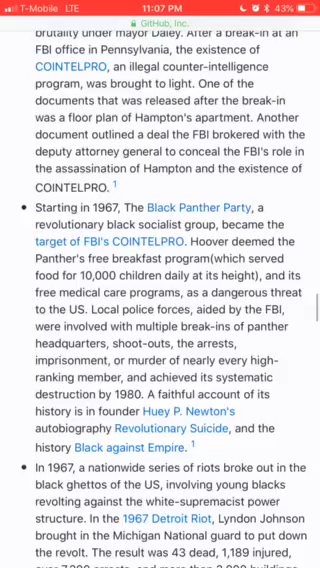 T-Mobile LTE 11:07 PM 43%
GitHub, Inc.
brutality under mayor Daley. After a break-in at an
FBI office in Pennsylvania, the existence of
COINTELPRO, an illegal counter-intelligence
program, was brought to light. One of the
documents that was released after the break-in
was a floor plan of Hampton's apartment. Another
document outlined a deal the FBI brokered with the
deputy attorney general to conceal the FBI's role in
the assassination of Hampton and the existence of
COINTELPRO. 1
• Starting in 1967, The Black Panther Party, a
revolutionary black socialist group, became the
target of FBI's COINTELPRO. Hoover deemed the
Panther's free breakfast program(which served
food for 10,000 children daily at its height), and its
free medical care programs, as a dangerous threat
to the US. Local police forces, aided by the FBI,
were involved with multiple break-ins of panther
headquarters, shoot-outs, the arrests,
imprisonment, or murder of nearly every high-
ranking member, and achieved its systematic
destruction by 1980. A faithful account of its
history is in founder Huey P. Newton's
autobiography Revolutionary Suicide, and the
history Black against Empire. 1
• In 1967, a nationwide series of riots broke out in the
black ghettos of the US, involving young blacks
revolting against the white-supremacist power
structure. In the 1967 Detroit Riot, Lyndon Johnson
brought in the Michigan National guard to put down
the revolt. The result was 43 dead, 1,189 injured,
over 7,200 arrests, and more than 2,000 buildings